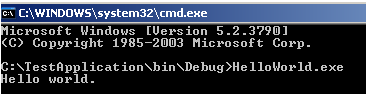 C:\WINDOWS\system32\cmd.exe
Microsoft Windows [Version 5.2.3790]
(C) Copyright 1985-2003 Microsoft Corp.
C:\TestApplication\bin\Debug>HelloWorld.exe
Hello world.